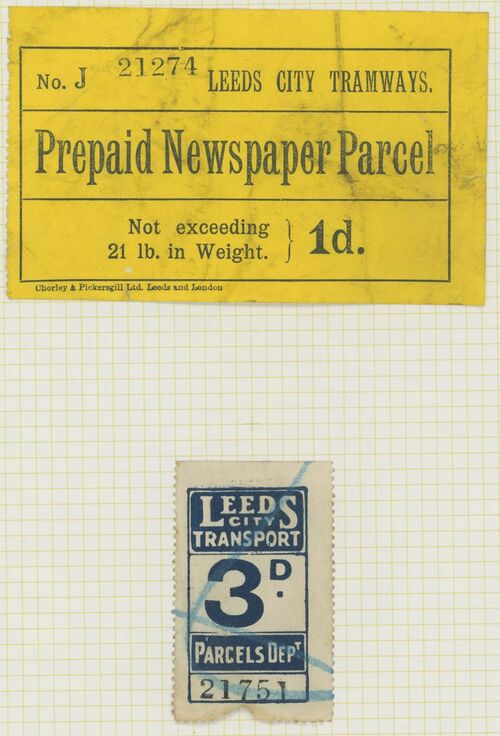 No. J 21274 LEEDS CITY TRAMWAYS.
Prepaid Newspaper Parcel
Not exceeding
21 lb. in Weight. } 1d.
Chorley & Pickersgill Ltd. Leeds and London
LEEDS
CITY
TRANSPORT
3D.
PARCELS DEPT
21751